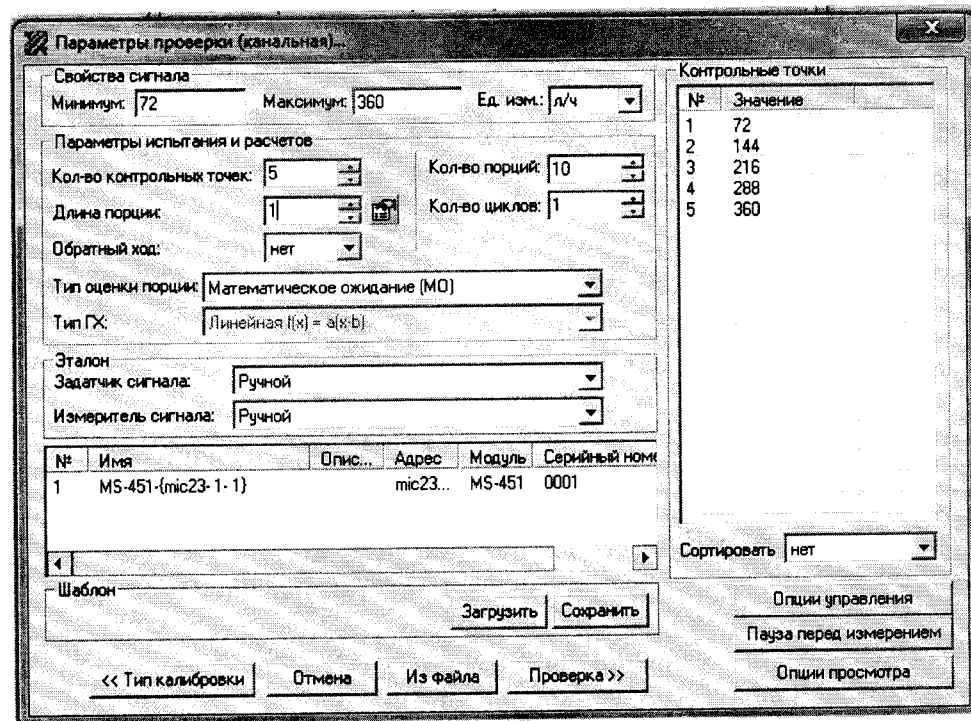 Параметры проверки (канальная)...
Свойства сигнала
Минимум: 72 Максимум: 360 Ед. изм.: л/ч
Параметры испытания и расчетов
Кол-во контрольных точек: 5 Кол-во порций: 10
Длина порции: 1 Кол-во циклов: 1
Обратный ход: нет
Тип оценки порции: Математическое ожидание (МО)
Тип ГХ: Линейная f(x) = a(x-b)
Эталон
Задатчик сигнала: Ручной
Измеритель сигнала: Ручной
№ Имя Опис... Адрес Модуль Серийный номе
1 MS-451-{mic23- 1- 1} mic23... MS-451 0001
Шаблон
Загрузить Сохранить
<< Тип калибровки Отмена Из файла Проверка >>
Контрольные точки
№ Значение
1 72
2 144
3 216
4 288
5 360
Сортировать нет
Опции управления
Пауза перед измерением
Опции просмотра